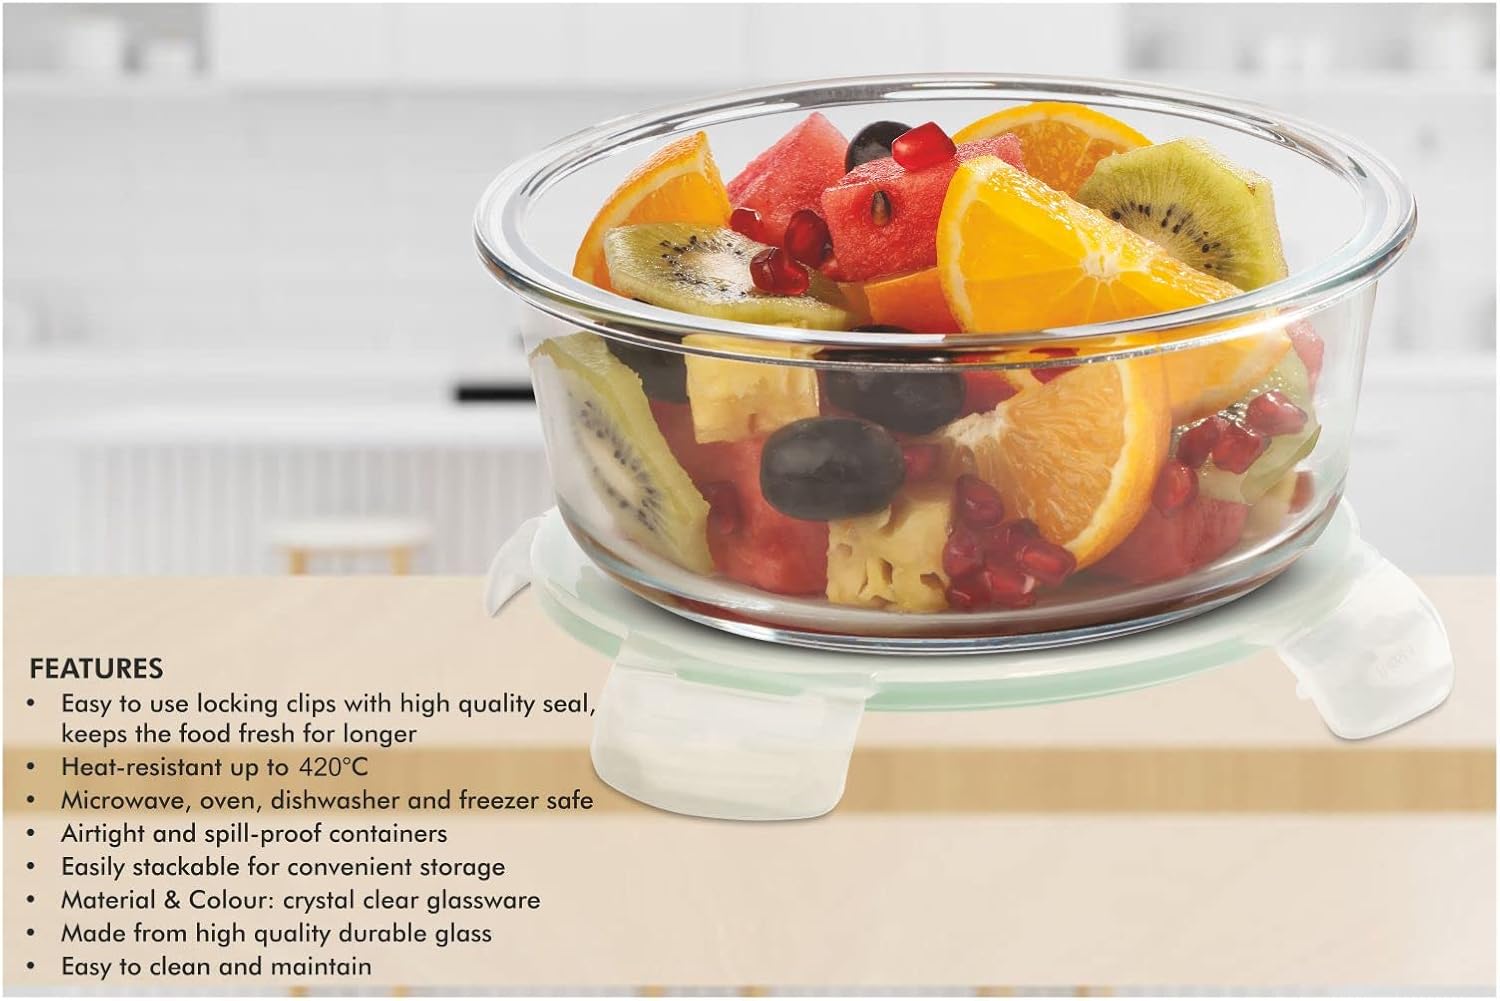 FEATURES
• Easy to use locking clips with high quality seal,
keeps the food fresh for longer
• Heat-resistant up to 420°C
• Microwave, oven, dishwasher and freezer safe
• Airtight and spill-proof containers
• Easily stackable for convenient storage
• Material & Colour: crystal clear glassware
• Made from high quality durable glass
• Easy to clean and maintain